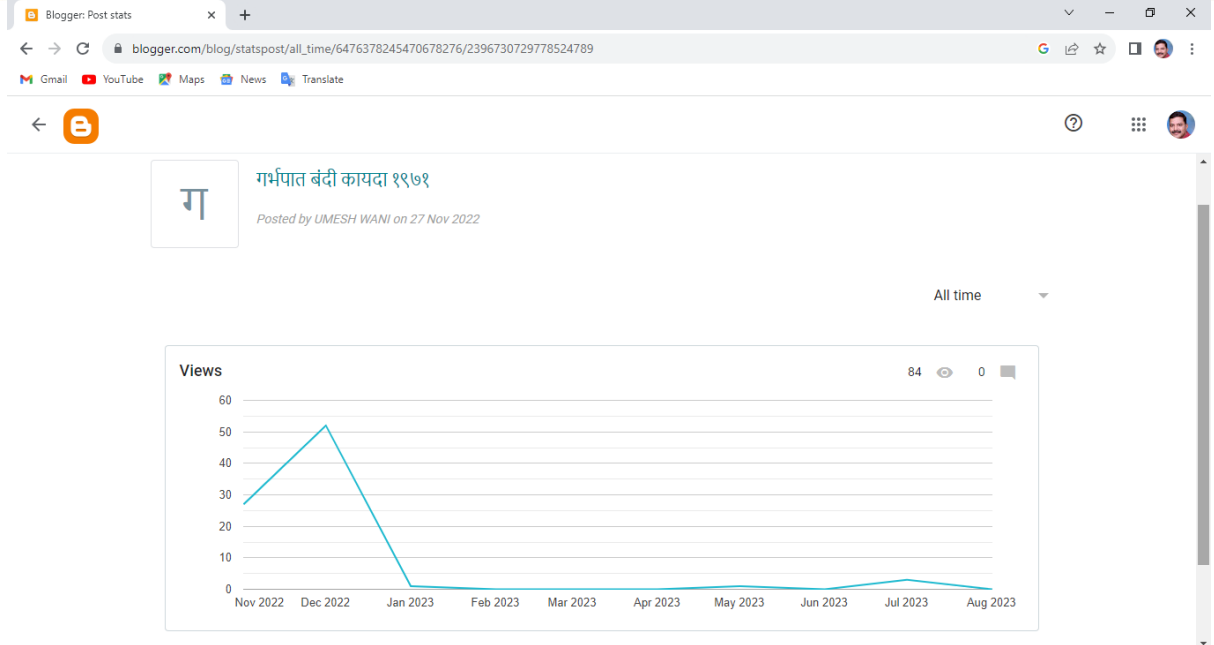 Blogger: Post stats
blogger.com/blog/statspost/all_time/6476378245470678276/2396730729778524789
Gmail YouTube Maps News Translate
ग
गर्भपात बंदी कायदा १९७१
Posted by UMESH WANI on 27 Nov 2022
All time
Views 84 0
60
50
40
30
20
10
0
Nov 2022 Dec 2022 Jan 2023 Feb 2023 Mar 2023 Apr 2023 May 2023 Jun 2023 Jul 2023 Aug 2023